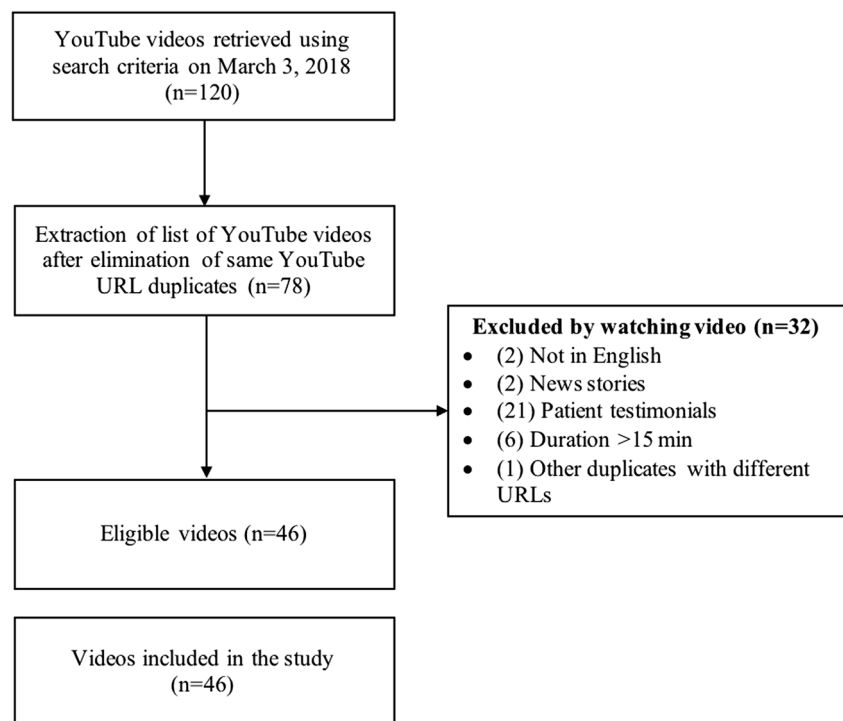 YouTube videos retrieved using
search criteria on March 3, 2018
(n=120)
Extraction of list of YouTube videos
after elimination of same YouTube
URL duplicates (n=78)
Excluded by watching video (n=32)
• (2) Not in English
• (2) News stories
• (21) Patient testimonials
• (6) Duration >15 min
• (1) Other duplicates with different
URLs
Eligible videos (n=46)
Videos included in the study
(n=46)